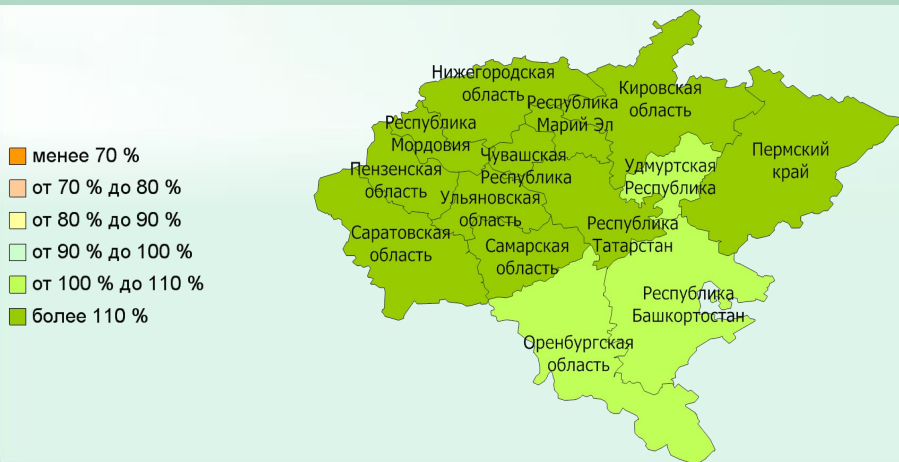 менее 70 %
от 70 % до 80 %
от 80 % до 90 %
от 90 % до 100 %
от 100 % до 110 %
более 110 %
Нижегородская
область
Кировская
область
Республика
Марий Эл
Республика
Мордовия
Чувашская
Республика
Пермский
край
Удмуртская
Республика
Пензенская
область
Ульяновская
область
Республика
Татарстан
Саратовская
область
Самарская
область
Республика
Башкортостан
Оренбургская
область